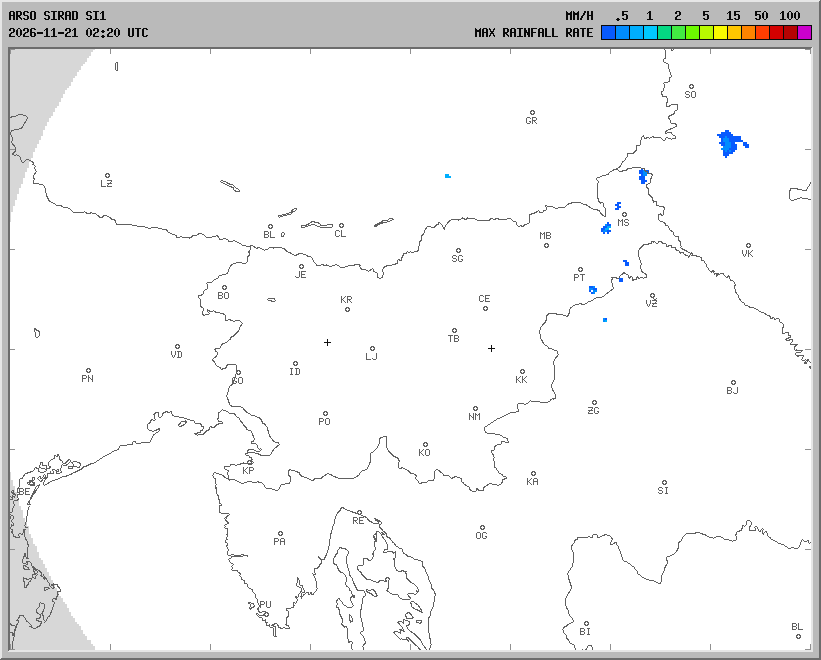 ARSO SIRAD SI1
2026-11-21 02:20 UTC
MM/H .5 1 2 5 15 50 100
MAX RAINFALL RATE
SO
GR
LZ
MS
BL
CL
MB
VK
SG
JE
PT
BO
KR
CE
VZ
TB
VD
LJ
ID
PN
GO
KK
BJ
ZG
NM
PO
KO
KP
KA
BE
SI
RE
OG
PA
PU
BI
BL